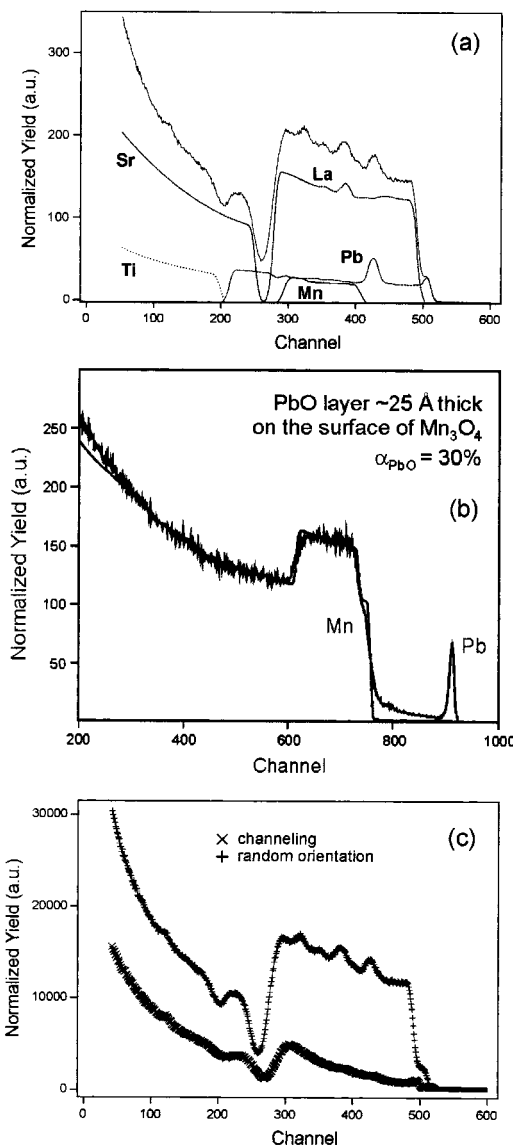 (a)
Normalized Yield (a.u.)
300
200
100
0
Sr
La
Ti
Pb
Mn
0 100 200 300 400 500 600
Channel
PbO layer ~25 Å thick
on the surface of Mn₃O₄
α_PbO = 30%
(b)
Normalized Yield (a.u.)
250
200
150
100
50
Mn
Pb
200 400 600 800 1000
Channel
(c)
× channeling
+ random orientation
Normalized Yield (a.u.)
30000
20000
10000
0
0 100 200 300 400 500 600
Channel